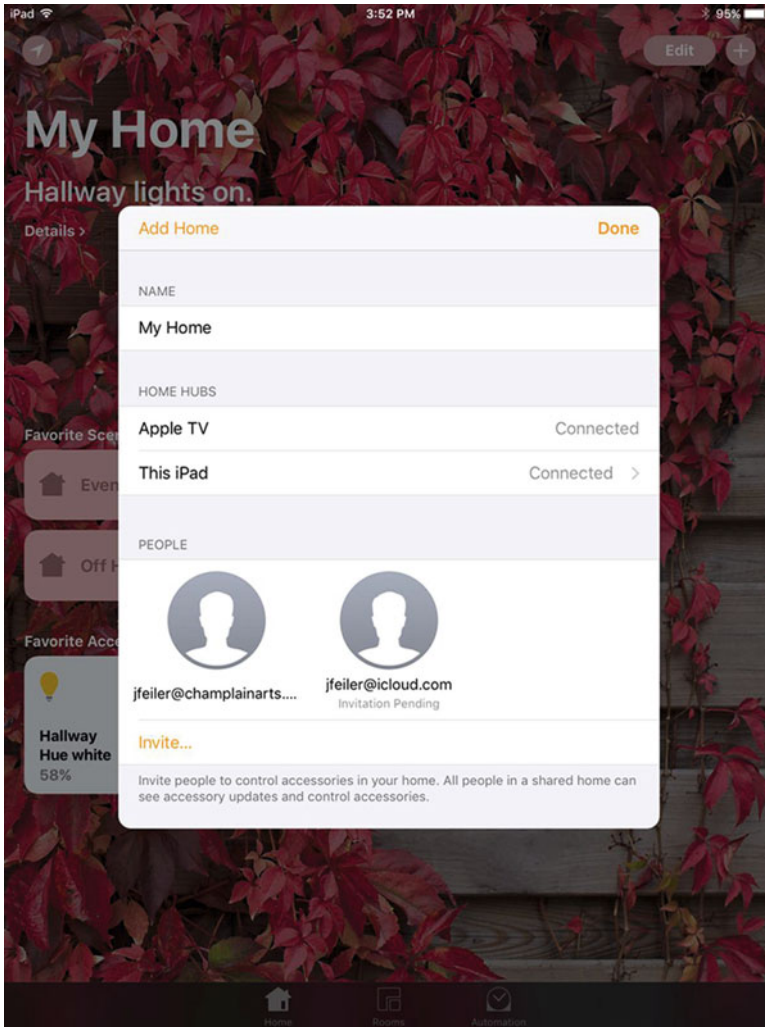 iPad 3:52 PM 95%
Edit
My Home
Hallway lights on.
Details >
Add Home Done
NAME
My Home
HOME HUBS
Apple TV Connected
This iPad Connected >
Favorite Scen
Even
PEOPLE
Off H
Favorite Acce
jfeiler@champlainarts.... jfeiler@icloud.com
Invitation Pending
Hallway
Hue white
58%
Invite...
Invite people to control accessories in your home. All people in a shared home can
see accessory updates and control accessories.
Home Rooms Automation